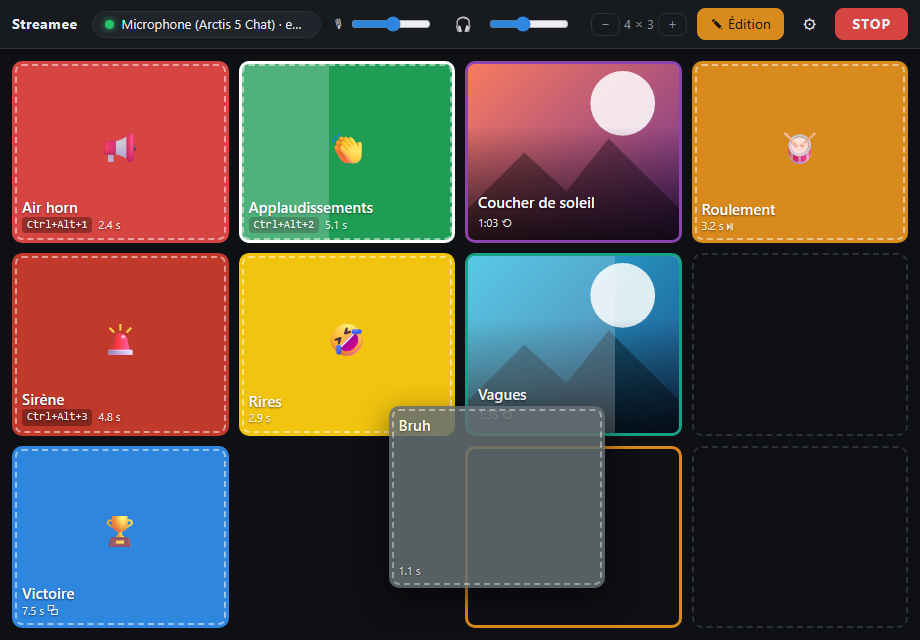 Streamee
Microphone (Arctis 5 Chat) · e...
− 4 × 3 +
Édition
STOP
Air horn
Ctrl+Alt+1 2.4 s
Applaudissements
Ctrl+Alt+2 5.1 s
Coucher de soleil
1:03
Roulement
3.2 s
Sirène
Ctrl+Alt+3 4.8 s
Rires
2.9 s
Vagues
1:35
Bruh
1.1 s
Victoire
7.5 s